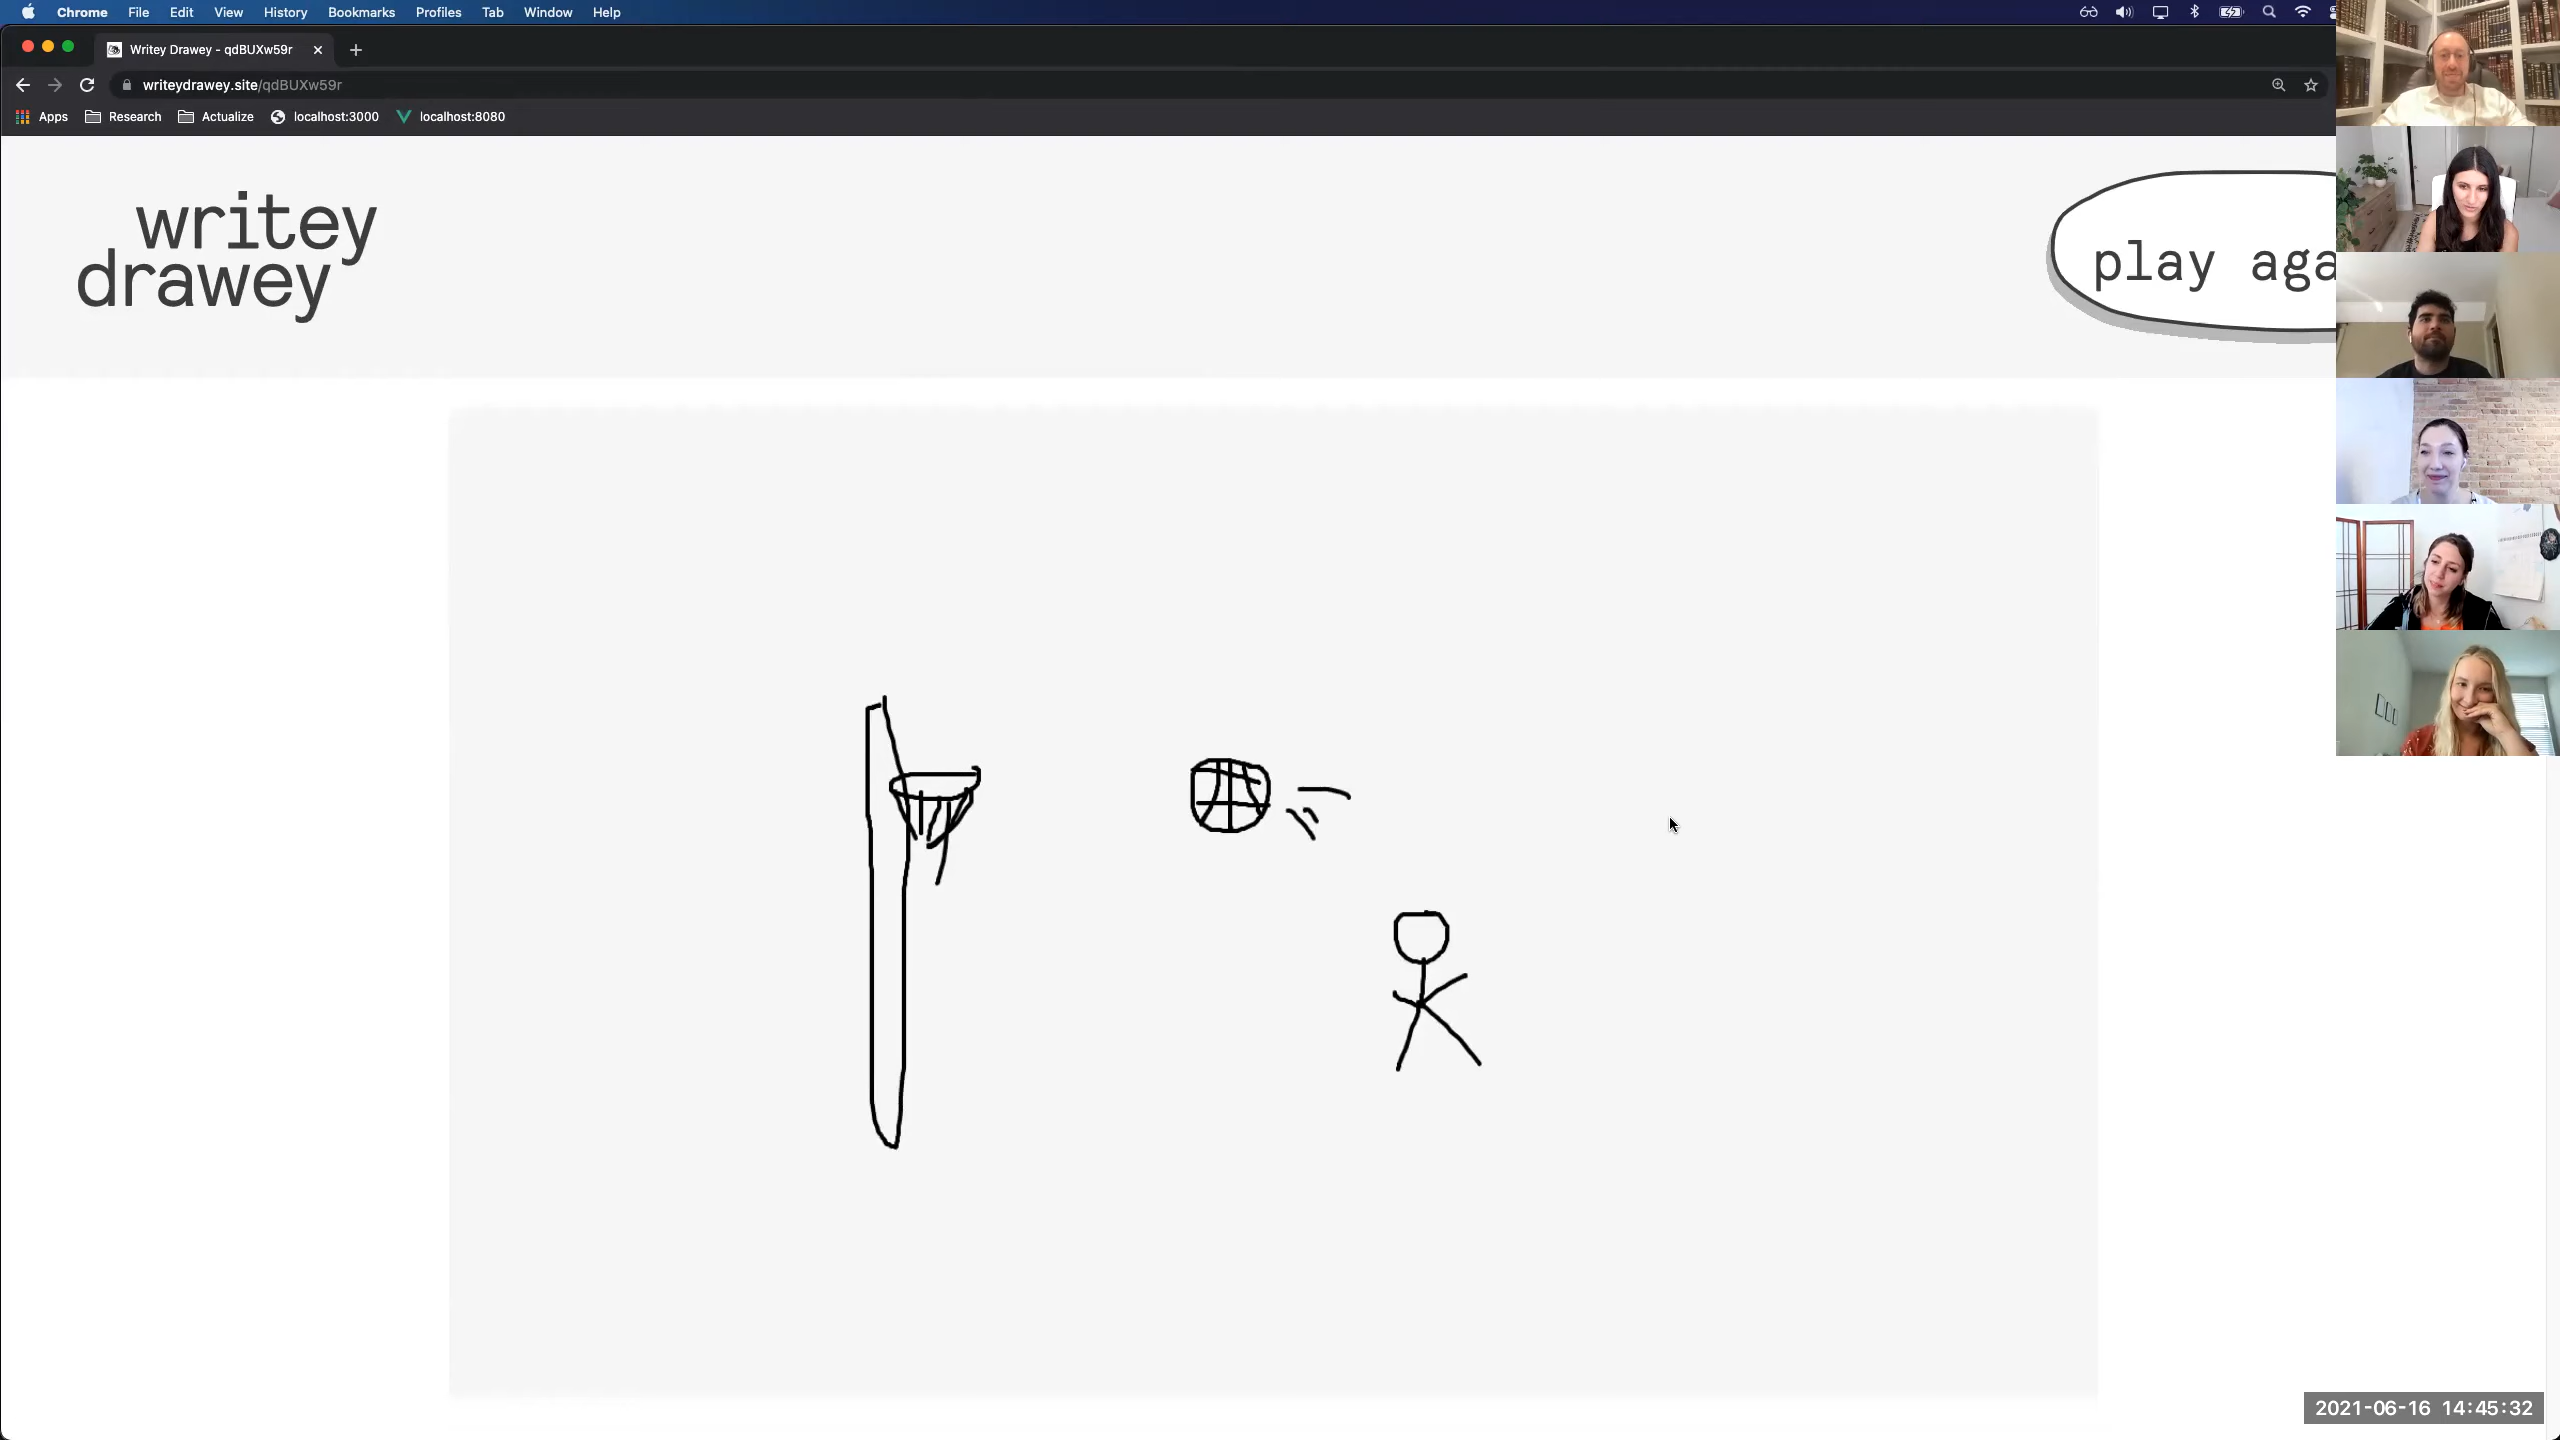 Chrome File Edit View History Bookmarks Profiles Tab Window Help
Writey Drawey - qdBUXw59r
writeydrawey.site/qdBUXw59r
Apps Research Actualize localhost:3000 localhost:8080
writey
drawey
play aga
2021-06-16 14:45:32